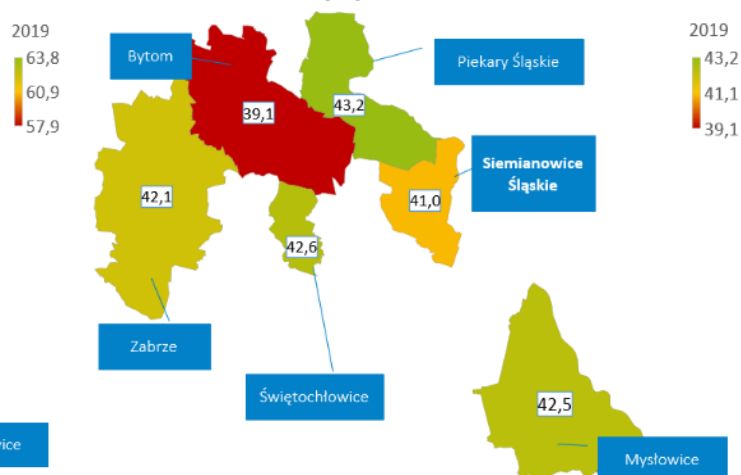 2019
63,8
60,9
57,9
Bytom
Piekary Śląskie
2019
43,2
41,1
39,1
39,1
43,2
Siemianowice
Śląskie
42,1
41,0
42,6
Zabrze
Świętochłowice
42,5
Mysłowice